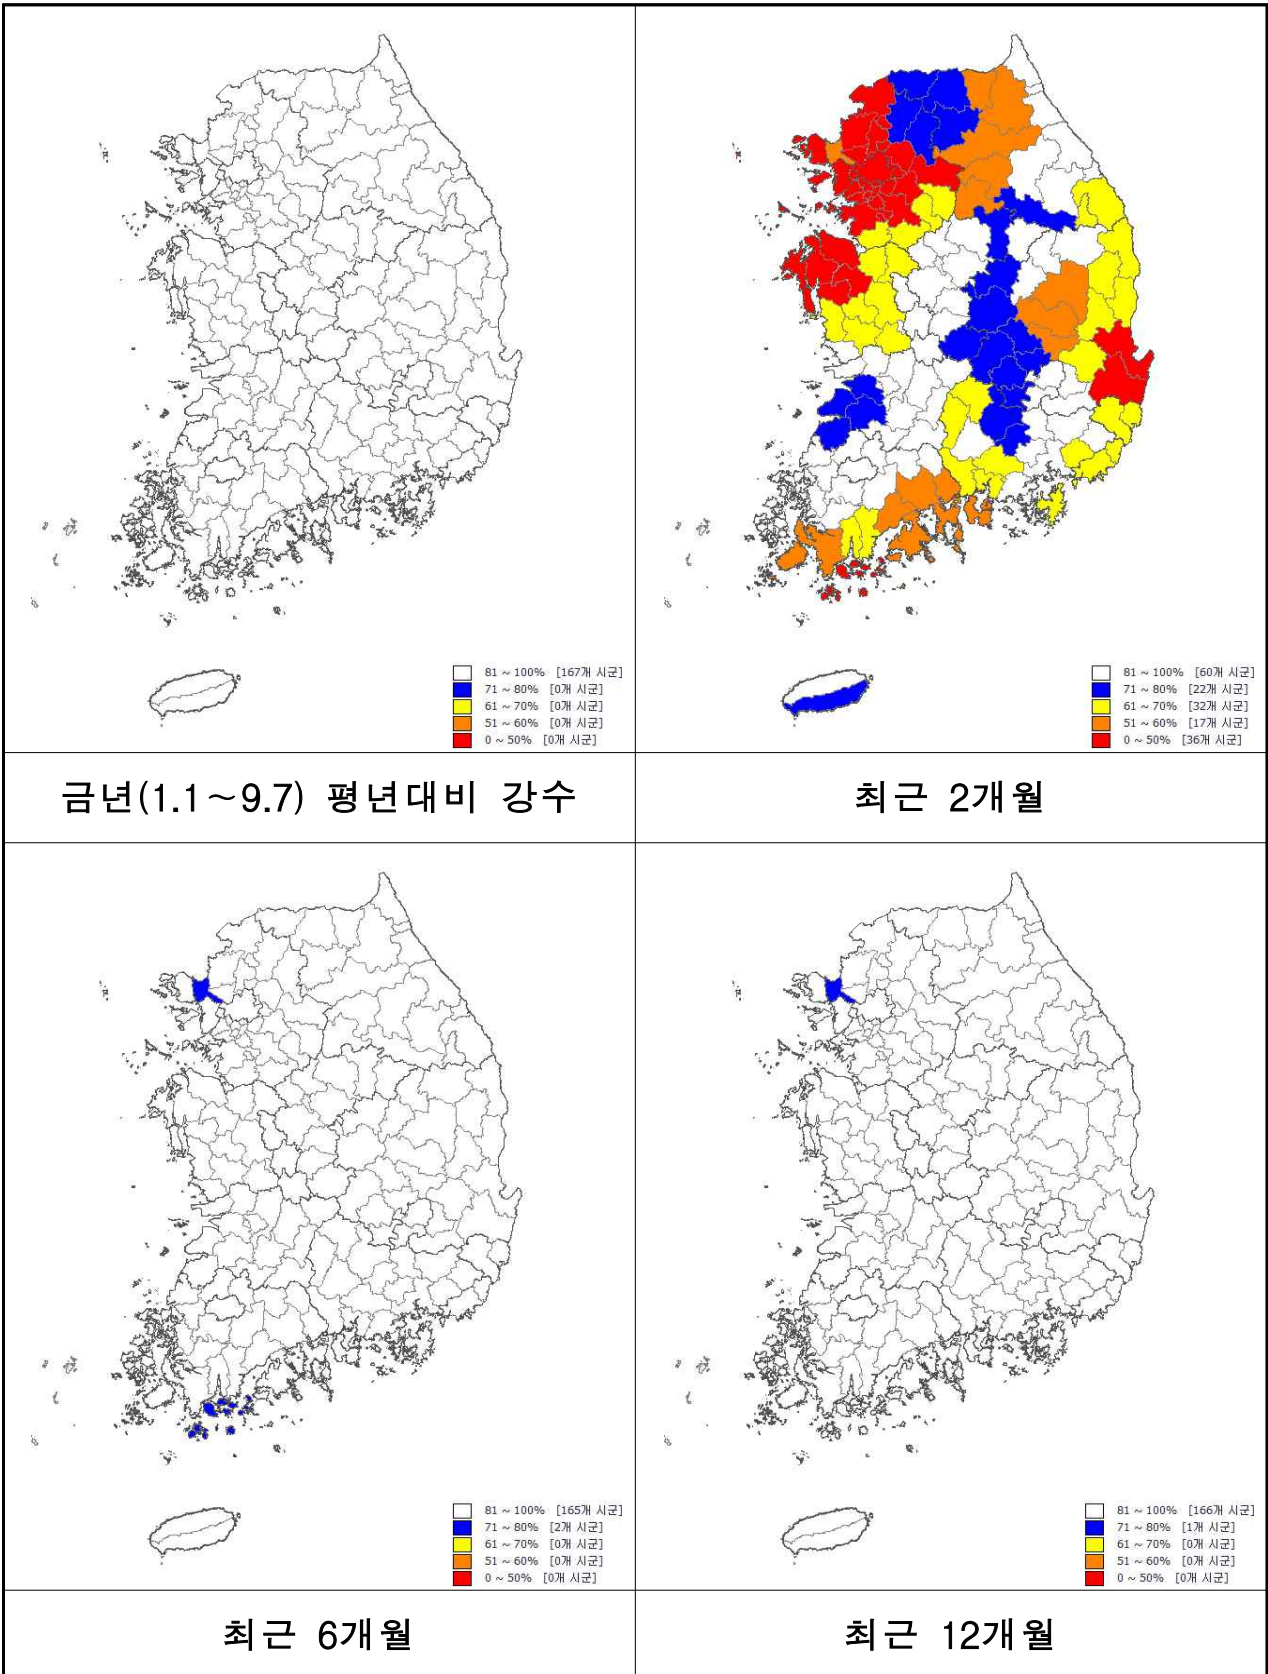 81 ~ 100% [167개 시군]
71 ~ 80% [0개 시군]
61 ~ 70% [0개 시군]
51 ~ 60% [0개 시군]
0 ~ 50% [0개 시군]
81 ~ 100% [60개 시군]
71 ~ 80% [22개 시군]
61 ~ 70% [32개 시군]
51 ~ 60% [17개 시군]
0 ~ 50% [36개 시군]
금년(1.1~9.7) 평년대비 강수
최근 2개월
81 ~ 100% [165개 시군]
71 ~ 80% [2개 시군]
61 ~ 70% [0개 시군]
51 ~ 60% [0개 시군]
0 ~ 50% [0개 시군]
81 ~ 100% [166개 시군]
71 ~ 80% [1개 시군]
61 ~ 70% [0개 시군]
51 ~ 60% [0개 시군]
0 ~ 50% [0개 시군]
최근 6개월
최근 12개월